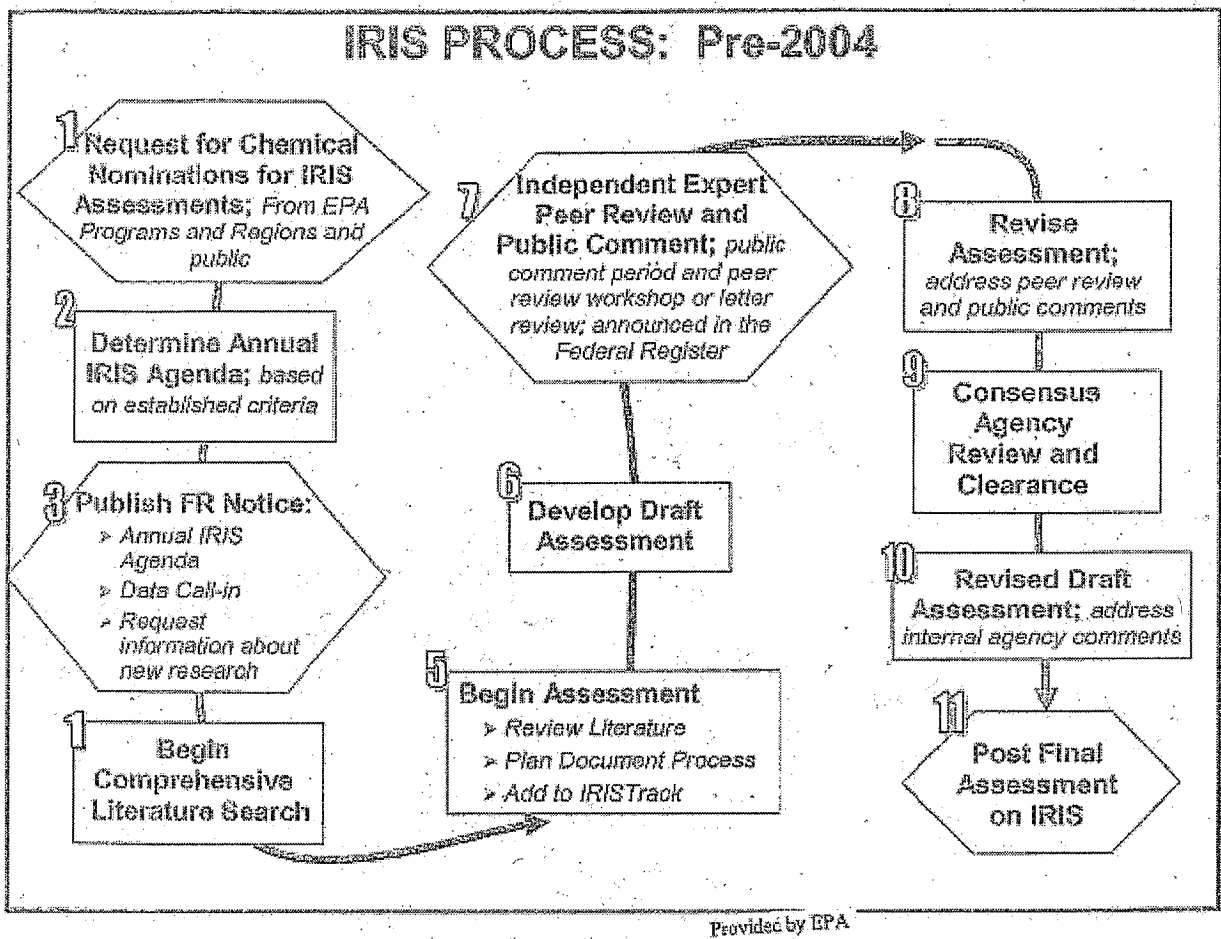 IRIS PROCESS: Pre-2004
1
Request for Chemical
Nominations for IRIS
Assessments; From EPA
Programs and Regions and
public
2
Determine Annual
IRIS Agenda; based
on established criteria
3
Publish FR Notice:
➢ Annual IRIS
Agenda
➢ Data Call-in
➢ Request
information about
new research
1
Begin
Comprehensive
Literature Search
5
Begin Assessment
➢ Review Literature
➢ Plan Document Process
➢ Add to IRISTrack
6
Develop Draft
Assessment
7
Independent Expert
Peer Review and
Public Comment; public
comment period and peer
review workshop or letter
review; announced in the
Federal Register
8
Revise
Assessment;
address peer review
and public comments
9
Consensus
Agency
Review and
Clearance
10
Revised Draft
Assessment; address
internal agency comments
11
Post Final
Assessment
on IRIS
Provided by EPA